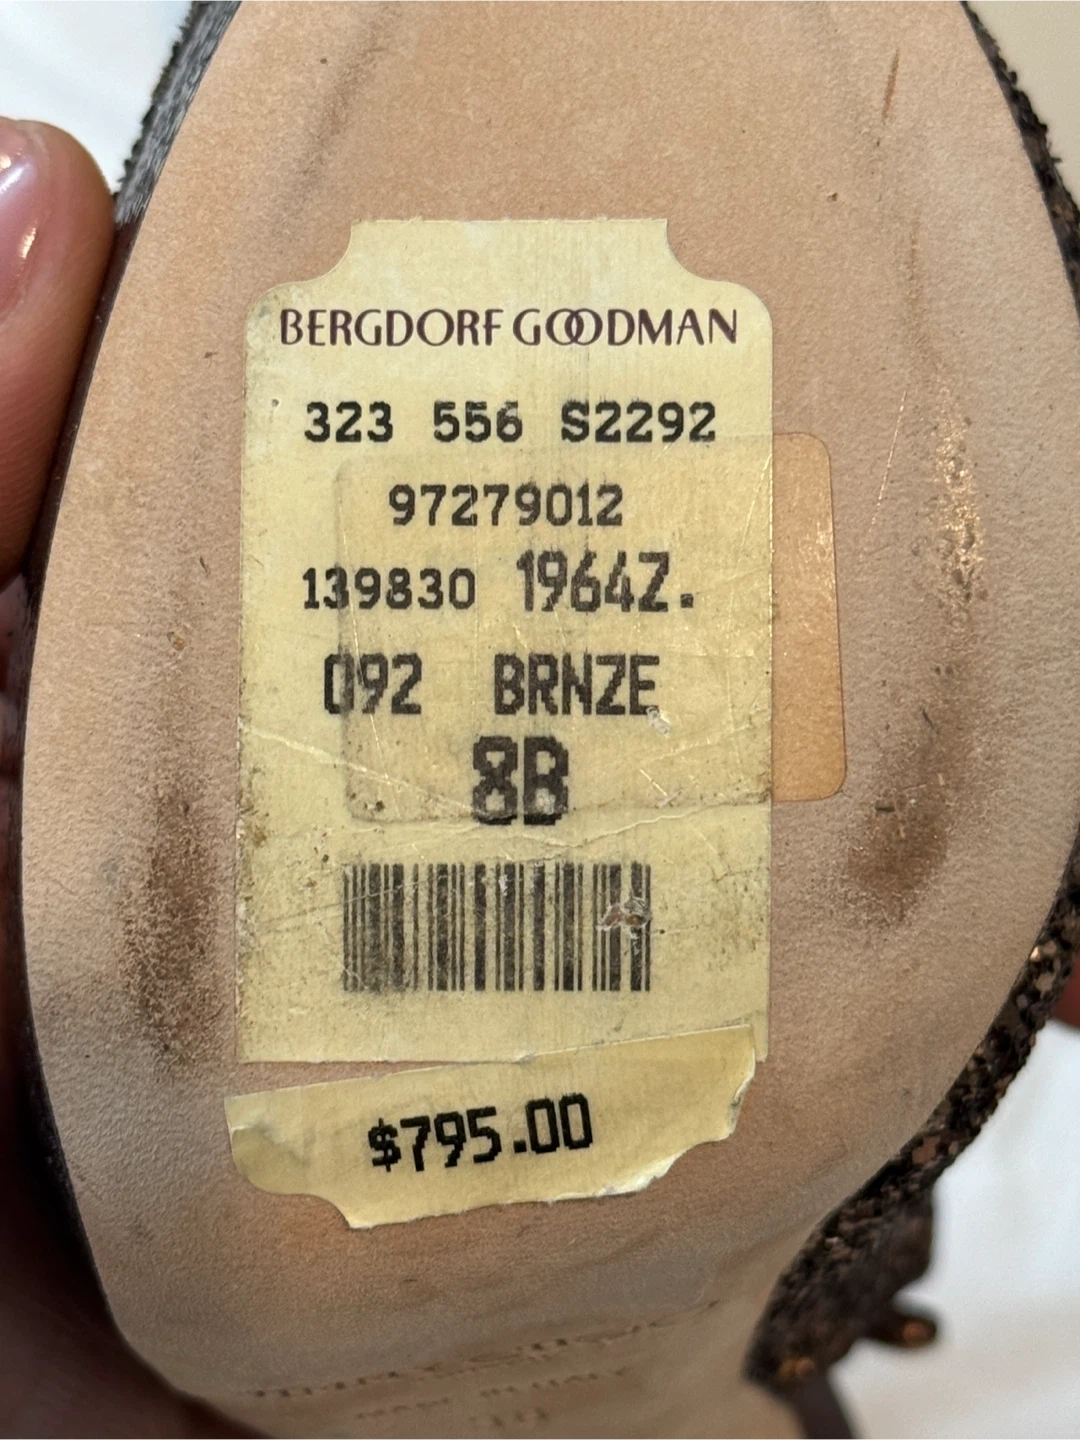 BERGDORF GOODMAN
323 556 S2292
97279012
139830 1964Z.
092 BRNZE
8B
$795.00